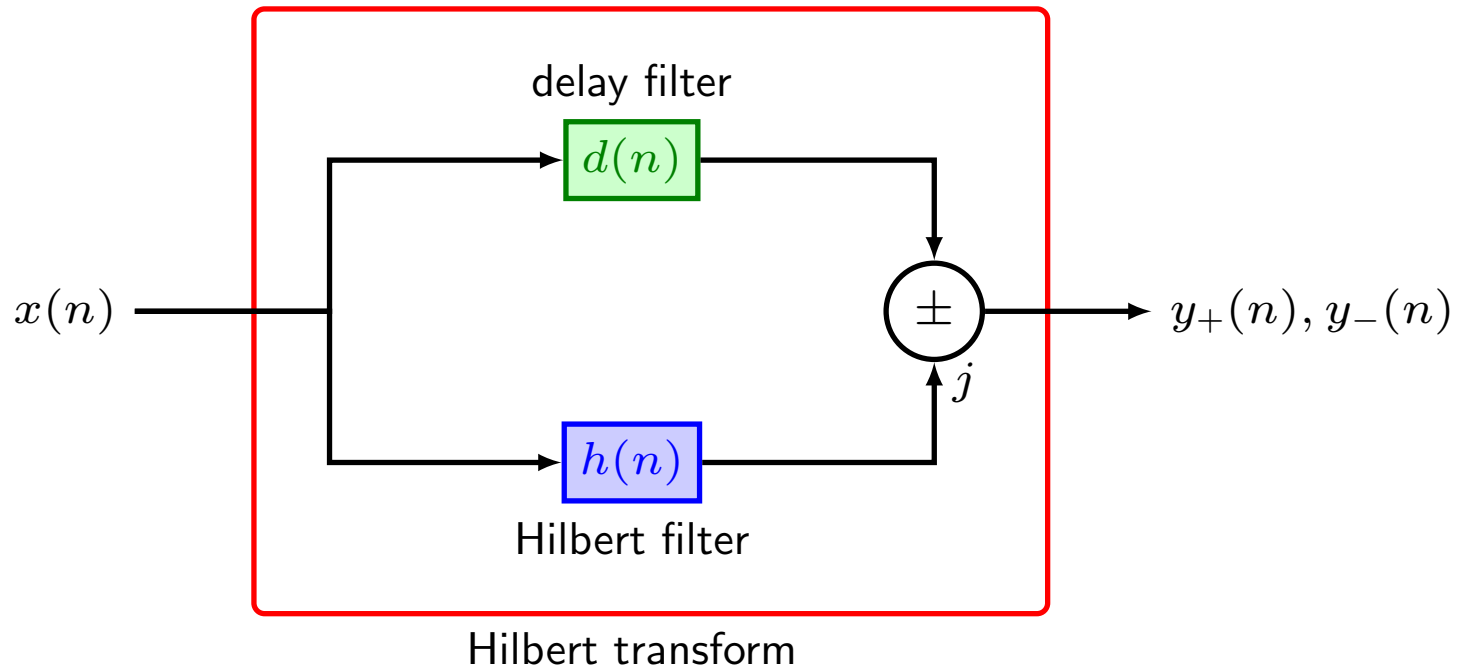 delay filter
d(n)
x(n)
±
y₊(n), y₋(n)
j
h(n)
Hilbert filter
Hilbert transform